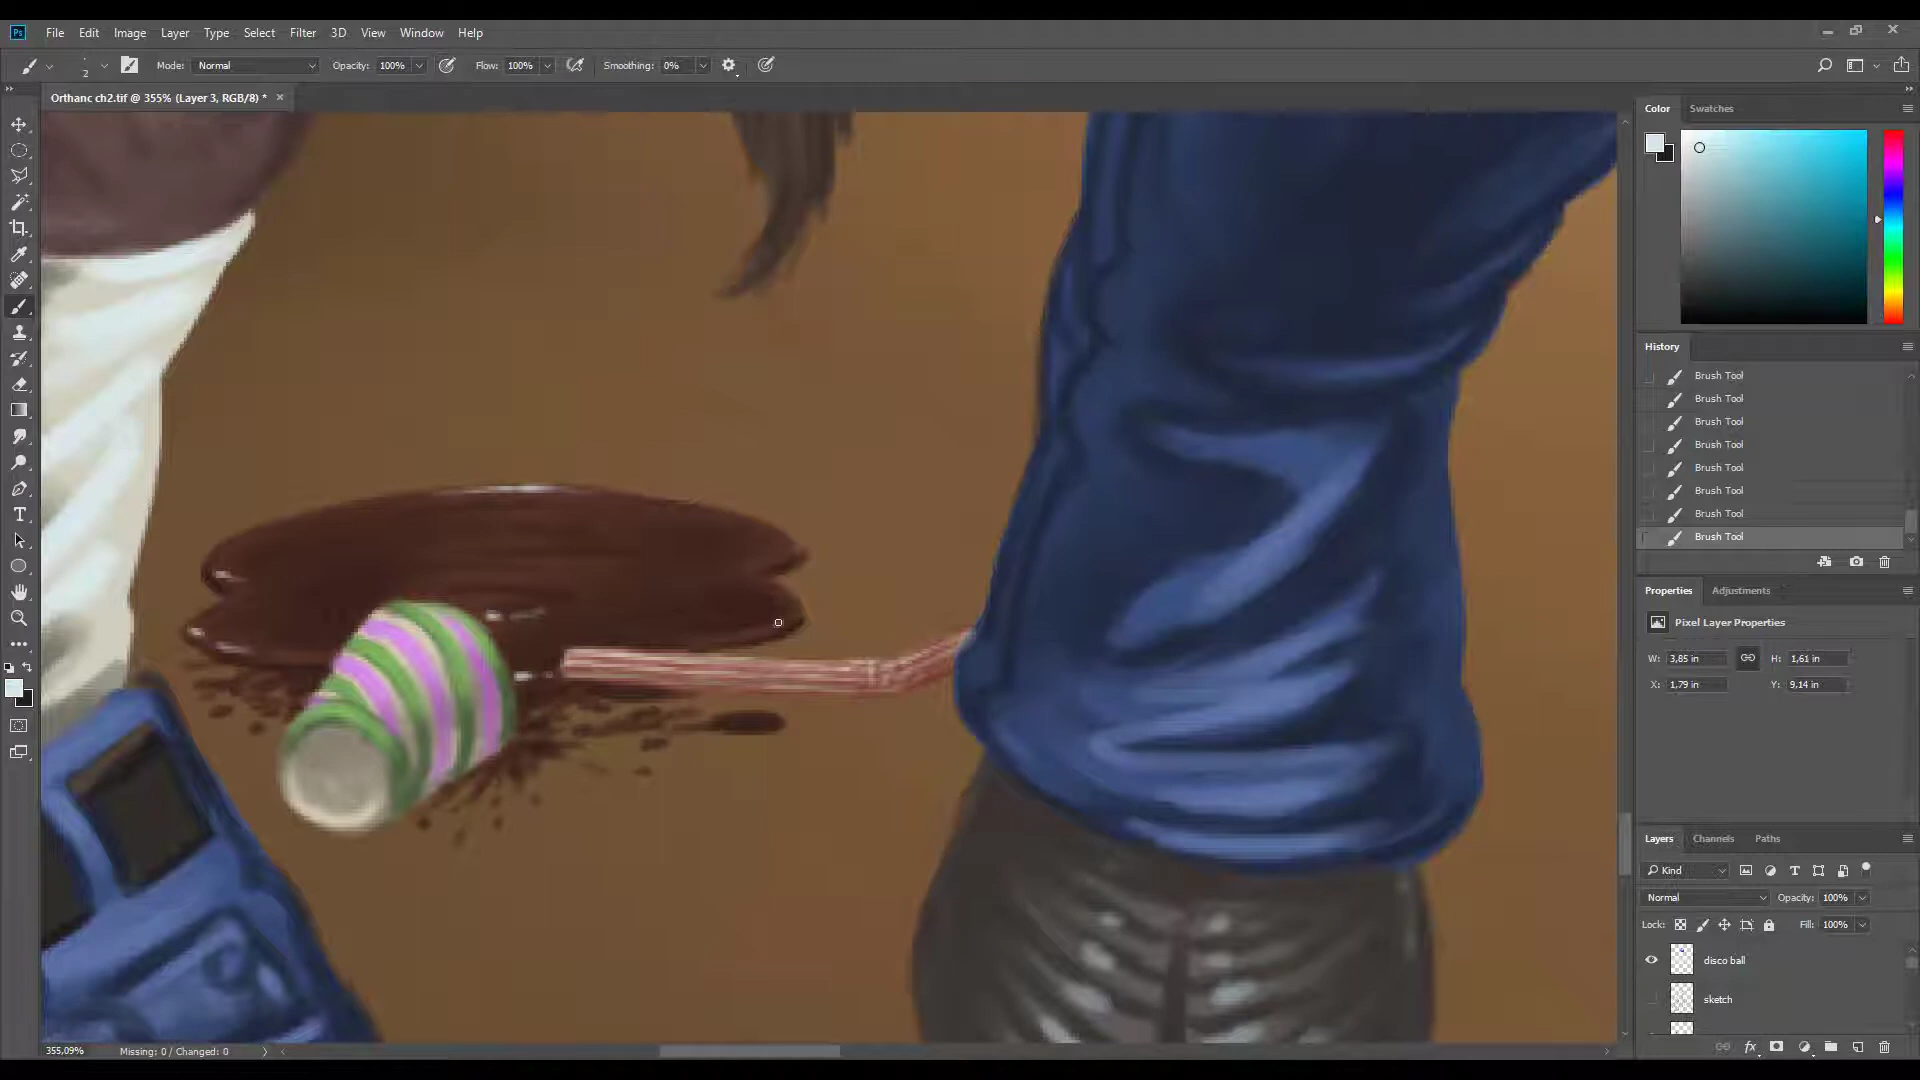 Ps File Edit Image Layer Type Select Filter 3D View Window Help
2 Mode: Normal Opacity: 100% Flow: 100% Smoothing: 0%
Orthanc ch2.tif @ 355% (Layer 3, RGB/8) * ×
Color Swatches
History
Brush Tool
Brush Tool
Brush Tool
Brush Tool
Brush Tool
Brush Tool
Brush Tool
Brush Tool
Properties Adjustments
Pixel Layer Properties
W: 3,85 in H: 1,61 in
X: 1,79 in Y: 9,14 in
Layers Channels Paths
Kind
Normal Opacity: 100%
Lock: Fill: 100%
disco ball
sketch
355,09% Missing: 0 / Changed: 0